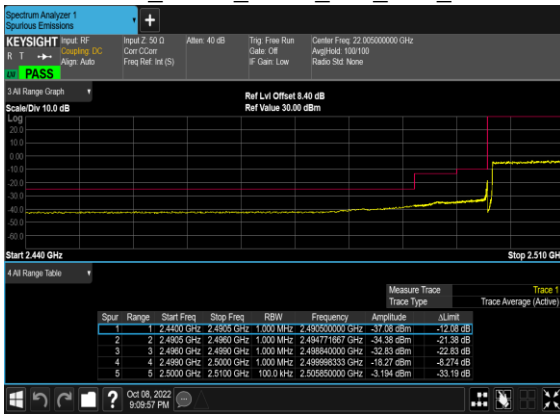 Spectrum Analyzer 1
Spurious Emissions
KEYSIGHT Input: RF Input Z: 50 Ω Atten: 40 dB Trig: Free Run Center Freq: 22.005000000 GHz
R T Coupling: DC Corr CCorr Gate: Off Avg|Hold: 100/100
Align: Auto Freq Ref: Int (S) IF Gain: Low Radio Std: None
PASS
3 All Range Graph
Ref Lvl Offset 8.40 dB
Scale/Div 10.0 dB Ref Value 30.00 dBm
Log
20.0
10.0
0.00
-10.0
-20.0
-30.0
-40.0
-50.0
-60.0
Start 2.440 GHz Stop 2.510 GH
4 All Range Table
Measure Trace Trace 1
Trace Type Trace Average (Active)
Spur Range Start Freq Stop Freq RBW Frequency Amplitude ΔLimit
1 1 2.4400 GHz 2.4905 GHz 1.000 MHz 2.490500000 GHz -37.08 dBm -12.08 dB
2 2 2.4905 GHz 2.4960 GHz 1.000 MHz 2.494771667 GHz -34.38 dBm -21.38 dB
3 3 2.4960 GHz 2.4990 GHz 1.000 MHz 2.498840000 GHz -32.83 dBm -22.83 dB
4 4 2.4990 GHz 2.5000 GHz 1.000 MHz 2.499998333 GHz -18.27 dBm -8.274 dB
5 5 2.5000 GHz 2.5100 GHz 100.0 kHz 2.505850000 GHz -3.194 dBm -33.19 dB
? Oct 08, 2022
9:09:57 PM